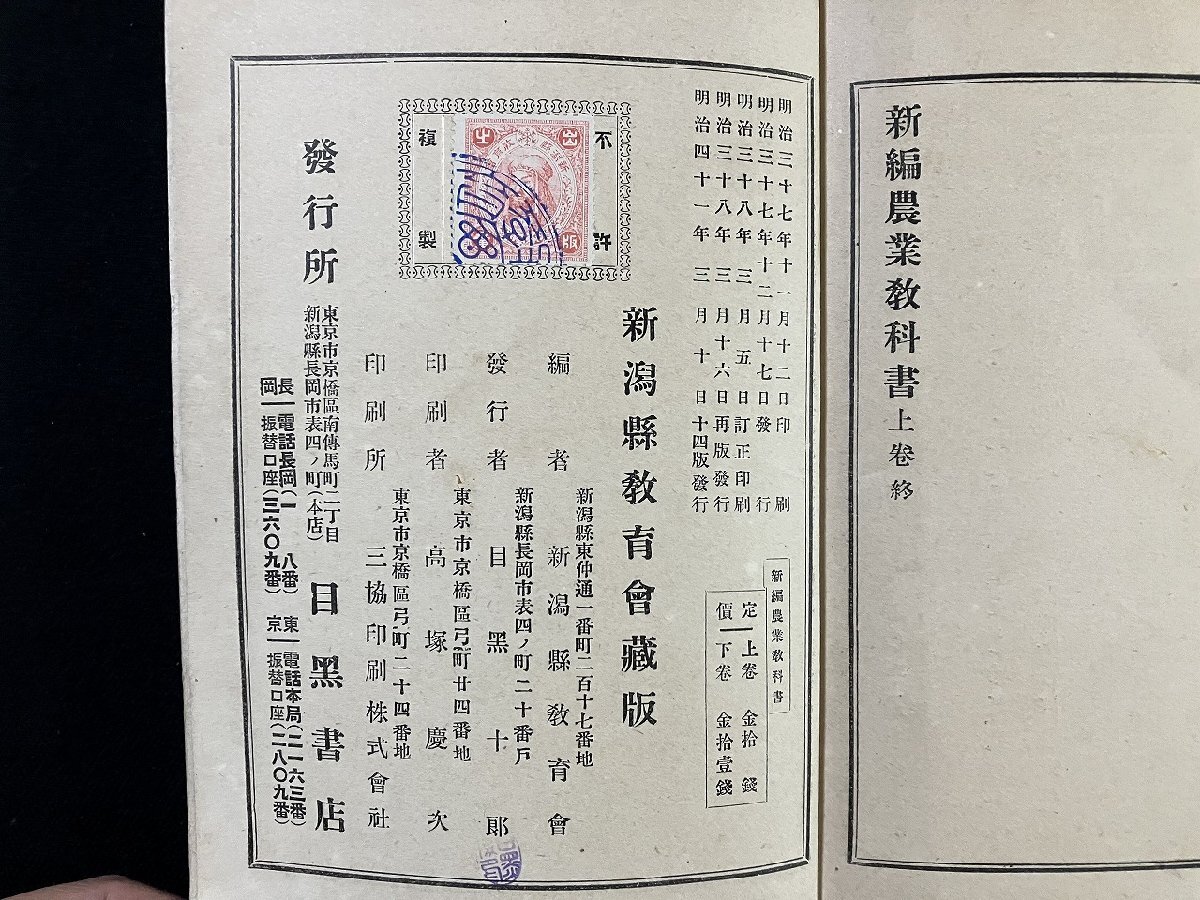 新編農業敎科書上卷終
明治三十七年十一月十二日印刷
明治三十七年十二月十七日發行
明治三十八年三月五日訂正印刷
明治三十八年三月十六日再版發行
明治四十一年三月十日十四版發行
新編農業敎科書
定價
上卷 金拾錢
下卷 金拾壹錢
不許
複製
出
版
新潟縣敎育會藏版
新潟縣東仲通一番町二百十七番地
編者 新潟縣敎育會
新潟縣長岡市表四ノ町二十番戶
發行者 目黑十郎
東京市京橋區弓町廿四番地
印刷者 高塚慶次
東京市京橋區弓町二十四番地
印刷所 三協印刷株式會社
發行所
東京市京橋區南傳馬町二丁目
新潟縣長岡市表四ノ町(本店)
目黑書店
長岡
電話長岡(一一八番)
振替口座(三六〇九番)
東京
電話本局(二一六三番)
振替口座(二八〇九番)